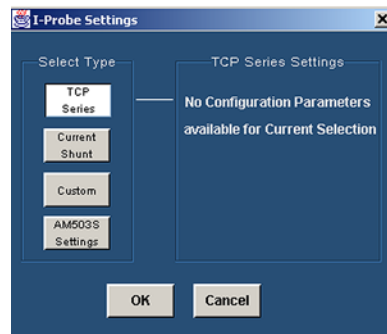 I-Probe Settings
Select Type
TCP
Series
Current
Shunt
Custom
AM503S
Settings
TCP Series Settings
No Configuration Parameters
available for Current Selection
OK
Cancel